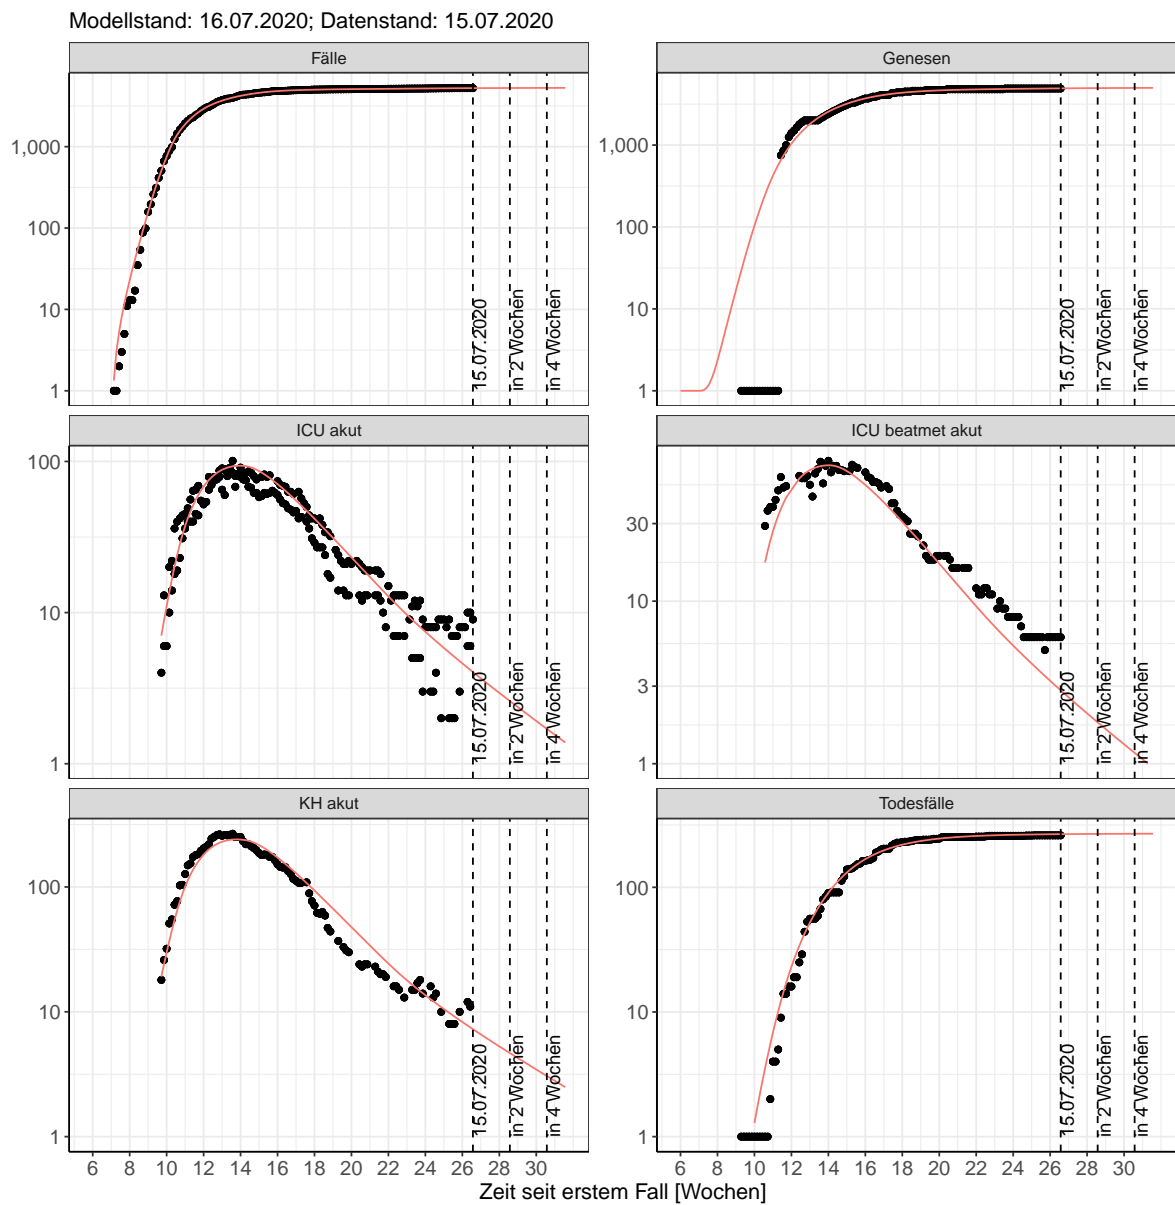 Modellstand: 16.07.2020; Datenstand: 15.07.2020
Fälle
Genesen
1,000
100
10
1
15.07.2020
in 2 Wochen
in 4 Wochen
1,000
100
10
1
15.07.2020
in 2 Wochen
in 4 Wochen
ICU akut
ICU beatmet akut
100
10
1
15.07.2020
in 2 Wochen
in 4 Wochen
30
10
3
1
15.07.2020
in 2 Wochen
in 4 Wochen
KH akut
Todesfälle
100
10
1
15.07.2020
in 2 Wochen
in 4 Wochen
100
10
1
15.07.2020
in 2 Wochen
in 4 Wochen
6 8 10 12 14 16 18 20 22 24 26 28 30
6 8 10 12 14 16 18 20 22 24 26 28 30
Zeit seit erstem Fall [Wochen]